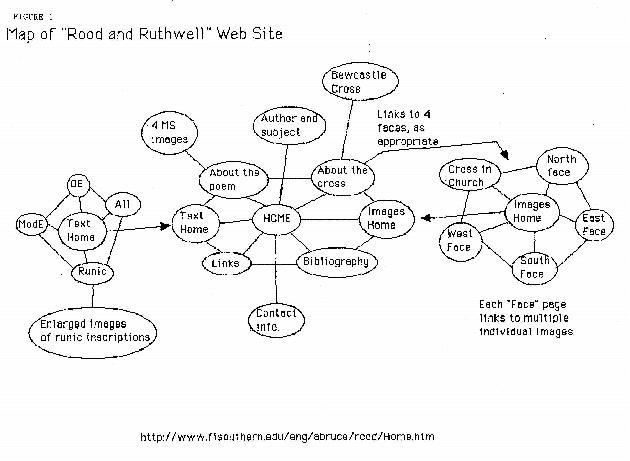 FIGURE 1
Map of "Rood and Ruthwell" Web Site
Bewcastle
Cross
4 MS
images
Author and
subject
Links to 4
faces, as
appropriate
About the
poem
About the
cross
Cross in
Church
North
face
OE
All
ModE
Text
Home
Runic
Text
Home
HOME
Images
Home
Images
Home
East
Face
West
Face
South
Face
Links
Bibliography
Enlarged images
of runic inscriptions
Contact
info.
Each "Face" page
links to multiple
individual images
http://www.flsouthern.edu/eng/abruce/rood/Home.htm